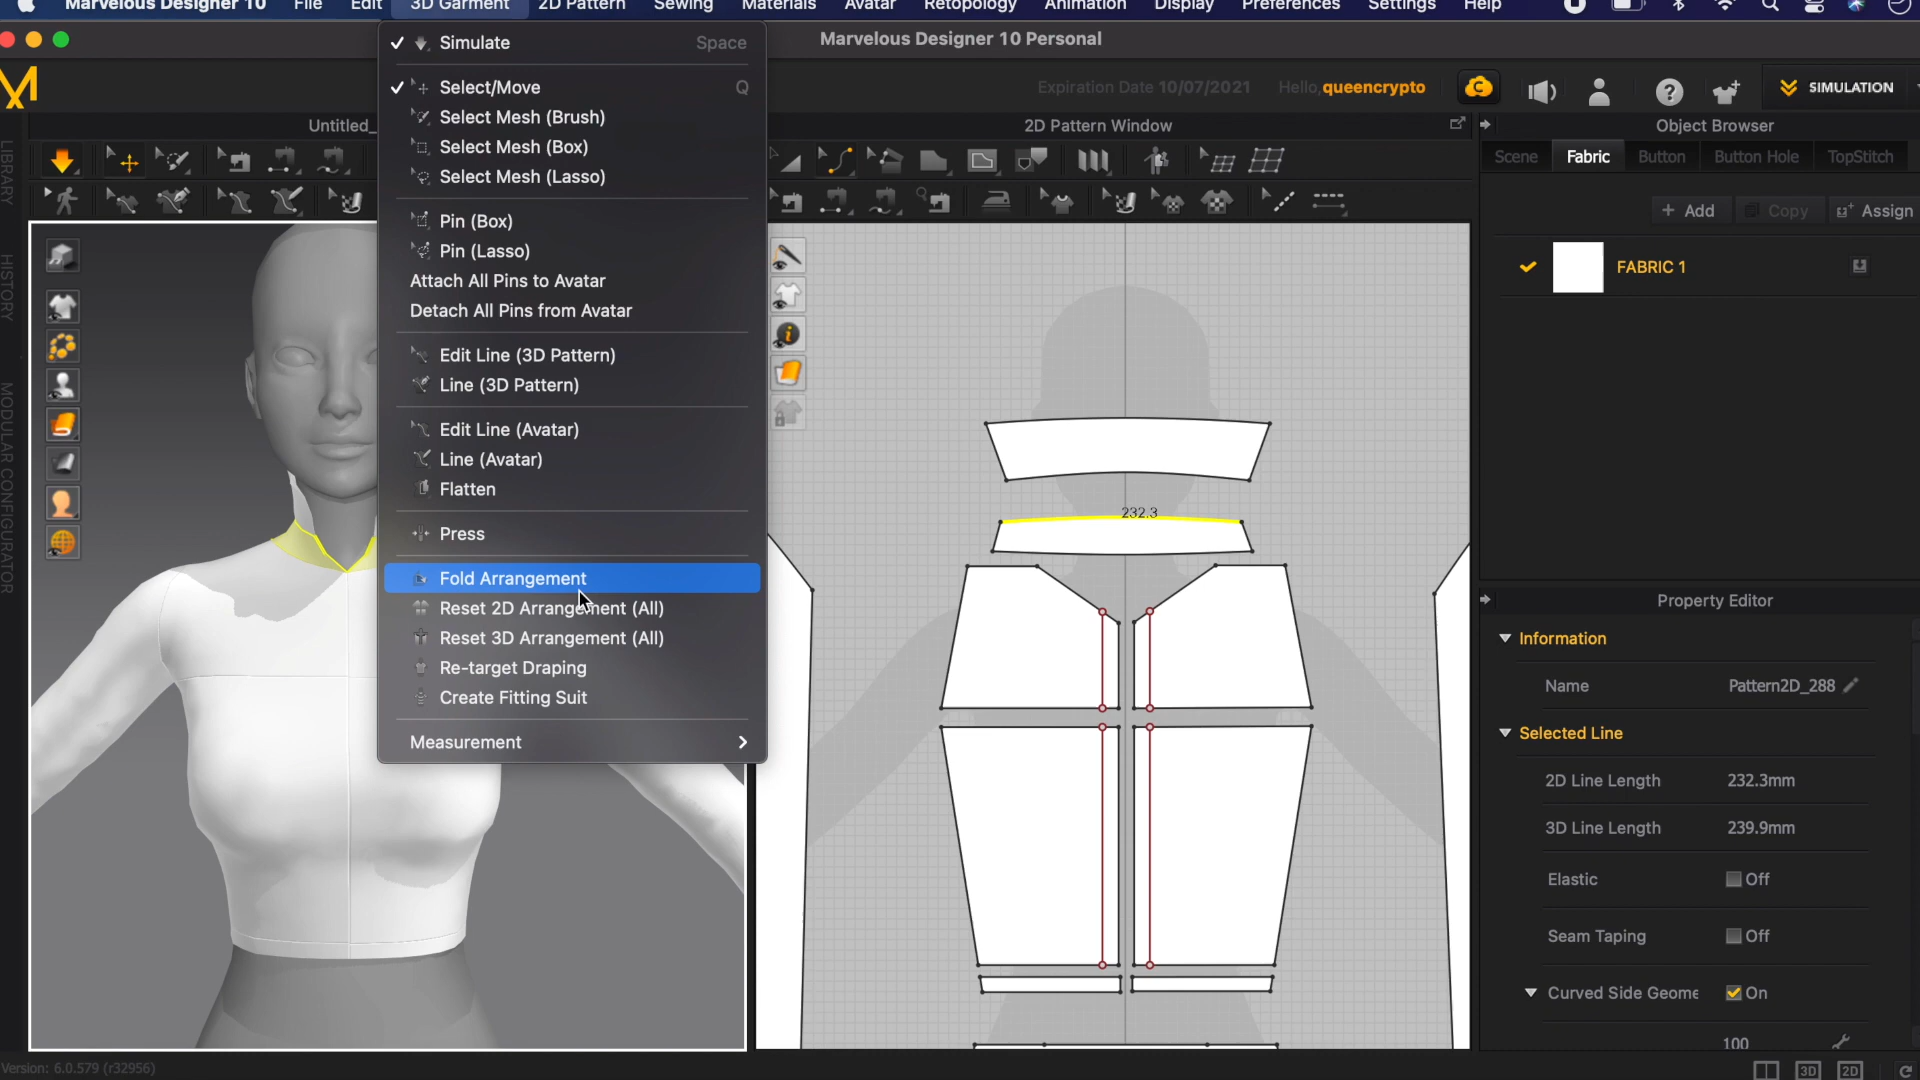 Marvelous Designer 10 File Edit 3D Garment 2D Pattern Sewing Materials Avatar Retopology Animation Display Preferences Settings Help
Marvelous Designer 10 Personal
Expiration Date 10/07/2021 Hello, queencrypto SIMULATION
Untitled_
2D Pattern Window
Object Browser
Scene Fabric Button Button Hole TopStitch
+ Add Copy Assign
FABRIC 1
LIBRARY
HISTORY
MODULAR CONFIGURATOR
Simulate Space
Select/Move Q
Select Mesh (Brush)
Select Mesh (Box)
Select Mesh (Lasso)
Pin (Box)
Pin (Lasso)
Attach All Pins to Avatar
Detach All Pins from Avatar
Edit Line (3D Pattern)
Line (3D Pattern)
Edit Line (Avatar)
Line (Avatar)
Flatten
Press
Fold Arrangement
Reset 2D Arrangement (All)
Reset 3D Arrangement (All)
Re-target Draping
Create Fitting Suit
Measurement
232.3
Property Editor
Information
Name Pattern2D_288
Selected Line
2D Line Length 232.3mm
3D Line Length 239.9mm
Elastic Off
Seam Taping Off
Curved Side Geome On
100
Version: 6.0.579 (r32956)
3D 2D